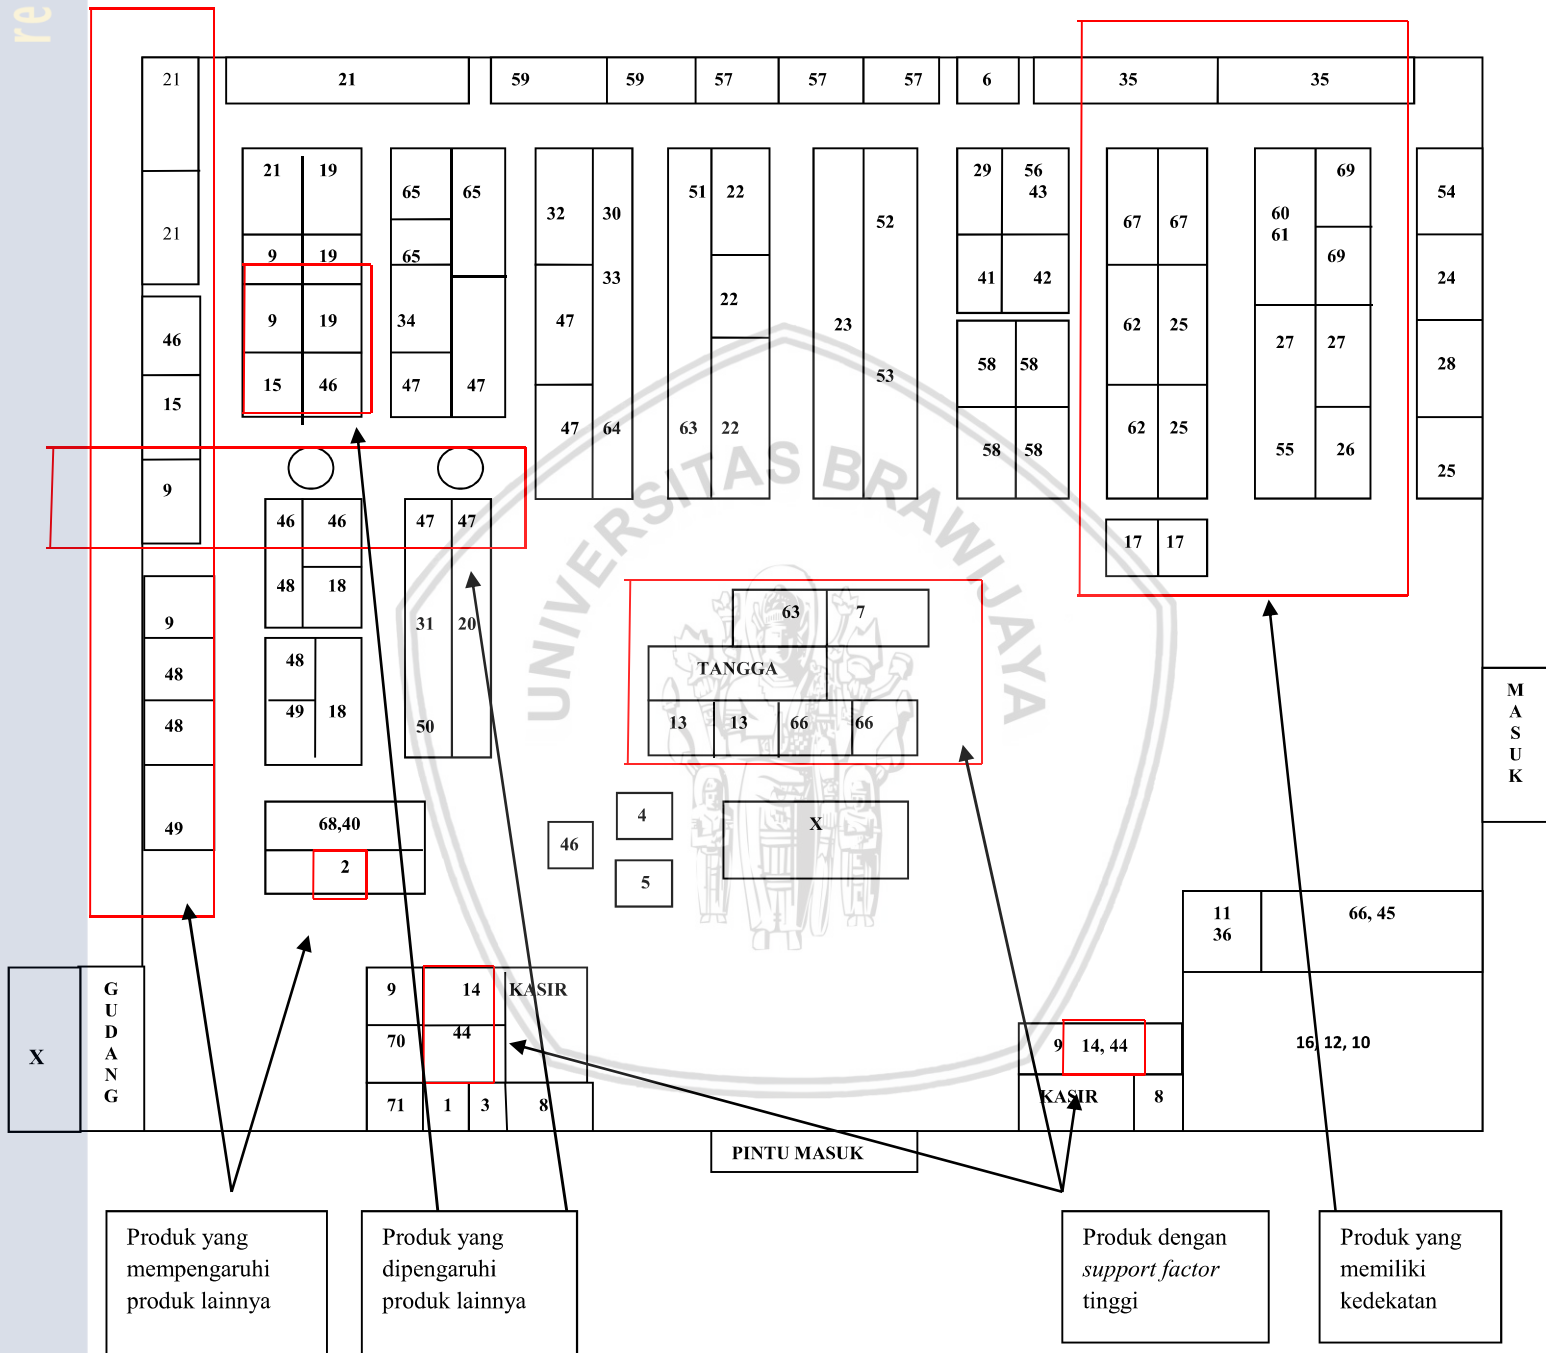 re
21 21 59 59 57 57 57 6 35 35
21 19 65 65 32 30 51 22 52 29 56 67 67 60 69 54
43
61
21 9 19 65 33 22 23 41 42 69 24
46 9 19 34 47 62 25 27 27 28
15 15 46 47 47 53 58 58
9 47 64 63 22 58 58 62 25 55 26 25
46 46 47 47 17 17
48 18
9 31 20 63 7
48 48 TANGGA
48 49 18 50 13 13 66 66
MASUK
49 68,40 4 X
46
2 5
11 66, 45
36
GUDANG
X
9 14 KASIR
70 44 9 14, 44 16, 12, 10
71 1 3 8 KASIR 8
PINTU MASUK
UNIVERSITAS BRAWIJAYA
Produk yang
mempengaruhi
produk lainnya
Produk yang
dipengaruhi
produk lainnya
Produk dengan
support factor
tinggi
Produk yang
memiliki
kedekatan